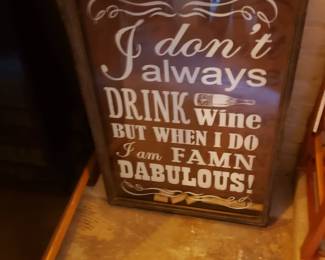 I don't
always
DRINK Wine
BUT WHEN I DO
I am FAMN
DABULOUS!